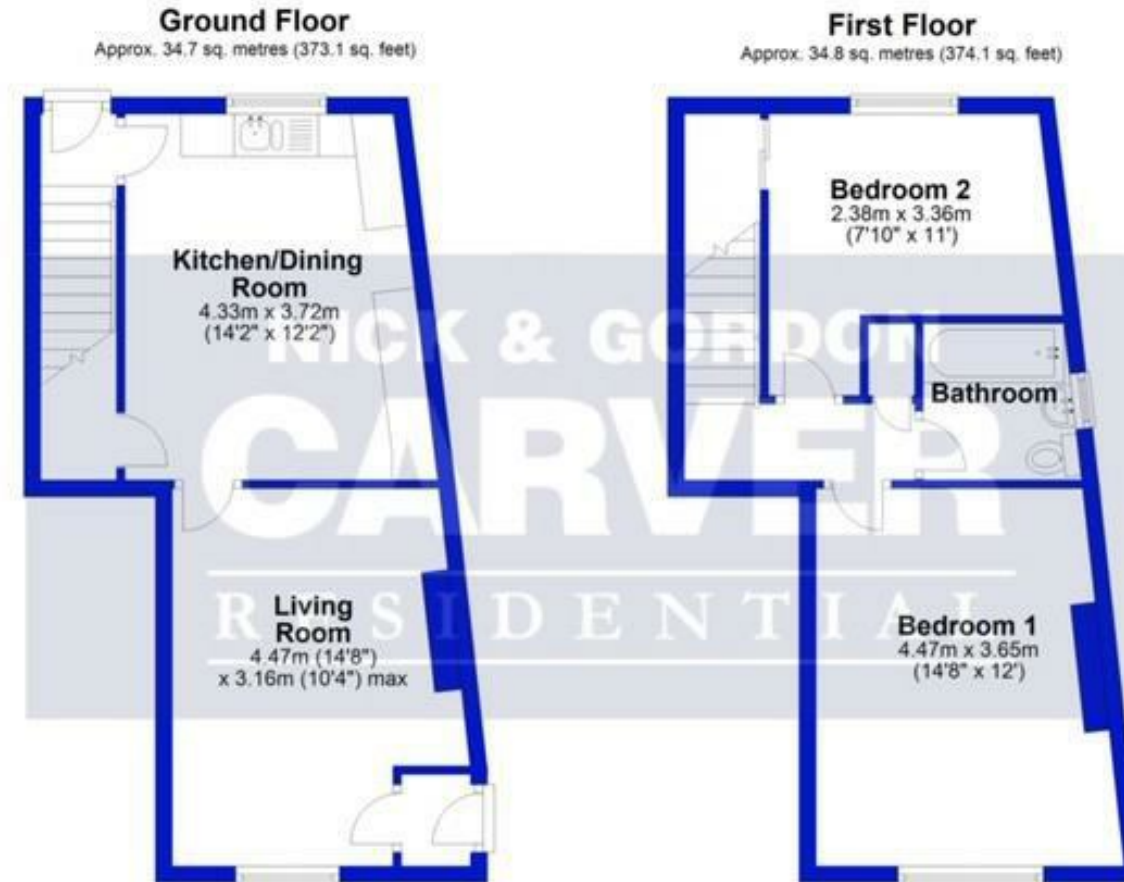 Ground Floor
Approx. 34.7 sq. metres (373.1 sq. feet)
Kitchen/Dining
Room
4.33m x 3.72m
(14'2" x 12'2")
Living
Room
4.47m (14'8")
x 3.16m (10'4") max
First Floor
Approx. 34.8 sq. metres (374.1 sq. feet)
Bedroom 2
2.38m x 3.36m
(7'10" x 11')
Bathroom
Bedroom 1
4.47m x 3.65m
(14'8" x 12')
NICK & GORDON
CARVER
RESIDENTIAL